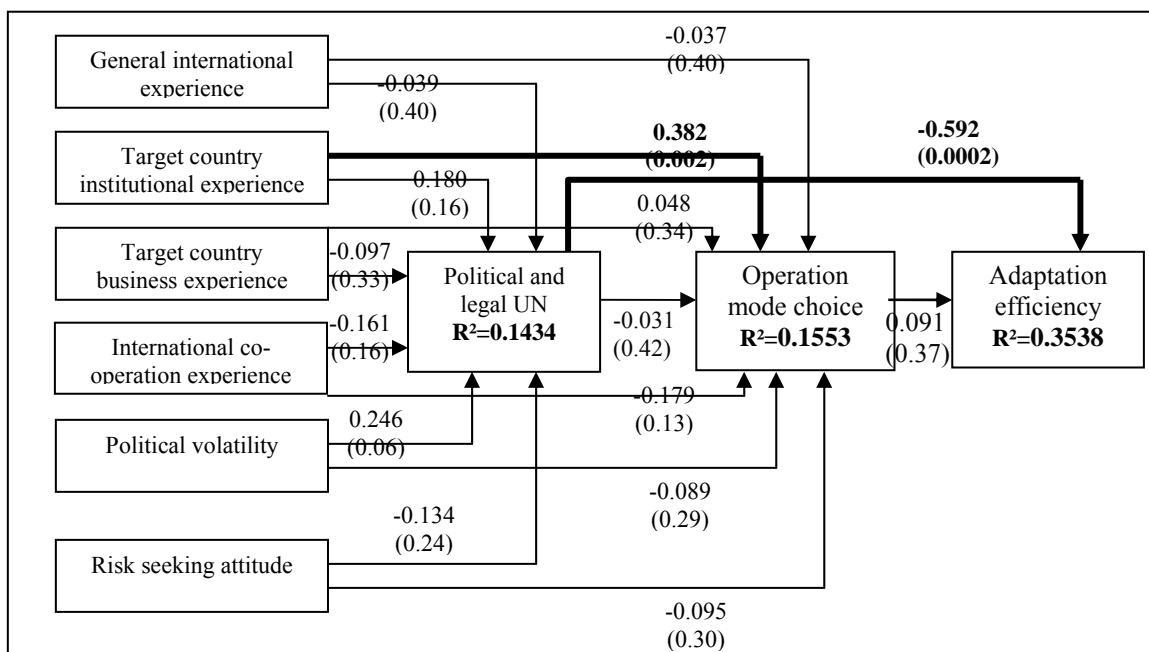 General international
experience
-0.037
(0.40)
-0.039
(0.40)
Target country
institutional experience
0.382
(0.002)
-0.592
(0.0002)
0.180
(0.16)
0.048
(0.34)
Target country
business experience
-0.097
(0.33)
Political and
legal UN
R²=0.1434
Operation
mode choice
R²=0.1553
Adaptation
efficiency
R²=0.3538
-0.031
(0.42)
0.091
(0.37)
International co-
operation experience
-0.161
(0.16)
-0.179
(0.13)
Political volatility
0.246
(0.06)
-0.089
(0.29)
-0.134
(0.24)
Risk seeking attitude
-0.095
(0.30)